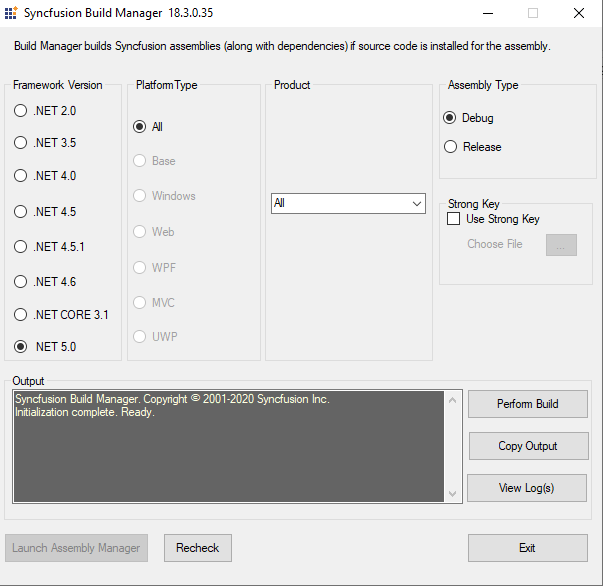 Syncfusion Build Manager 18.3.0.35
Build Manager builds Syncfusion assemblies (along with dependencies) if source code is installed for the assembly.
Framework Version
.NET 2.0
.NET 3.5
.NET 4.0
.NET 4.5
.NET 4.5.1
.NET 4.6
.NET CORE 3.1
NET 5.0
PlatformType
All
Base
Windows
Web
WPF
MVC
UWP
Product
All
Assembly Type
Debug
Release
Strong Key
Use Strong Key
Choose File
...
Output
Syncfusion Build Manager. Copyright © 2001-2020 Syncfusion Inc.
Initialization complete. Ready.
Perform Build
Copy Output
View Log(s)
Launch Assembly Manager
Recheck
Exit